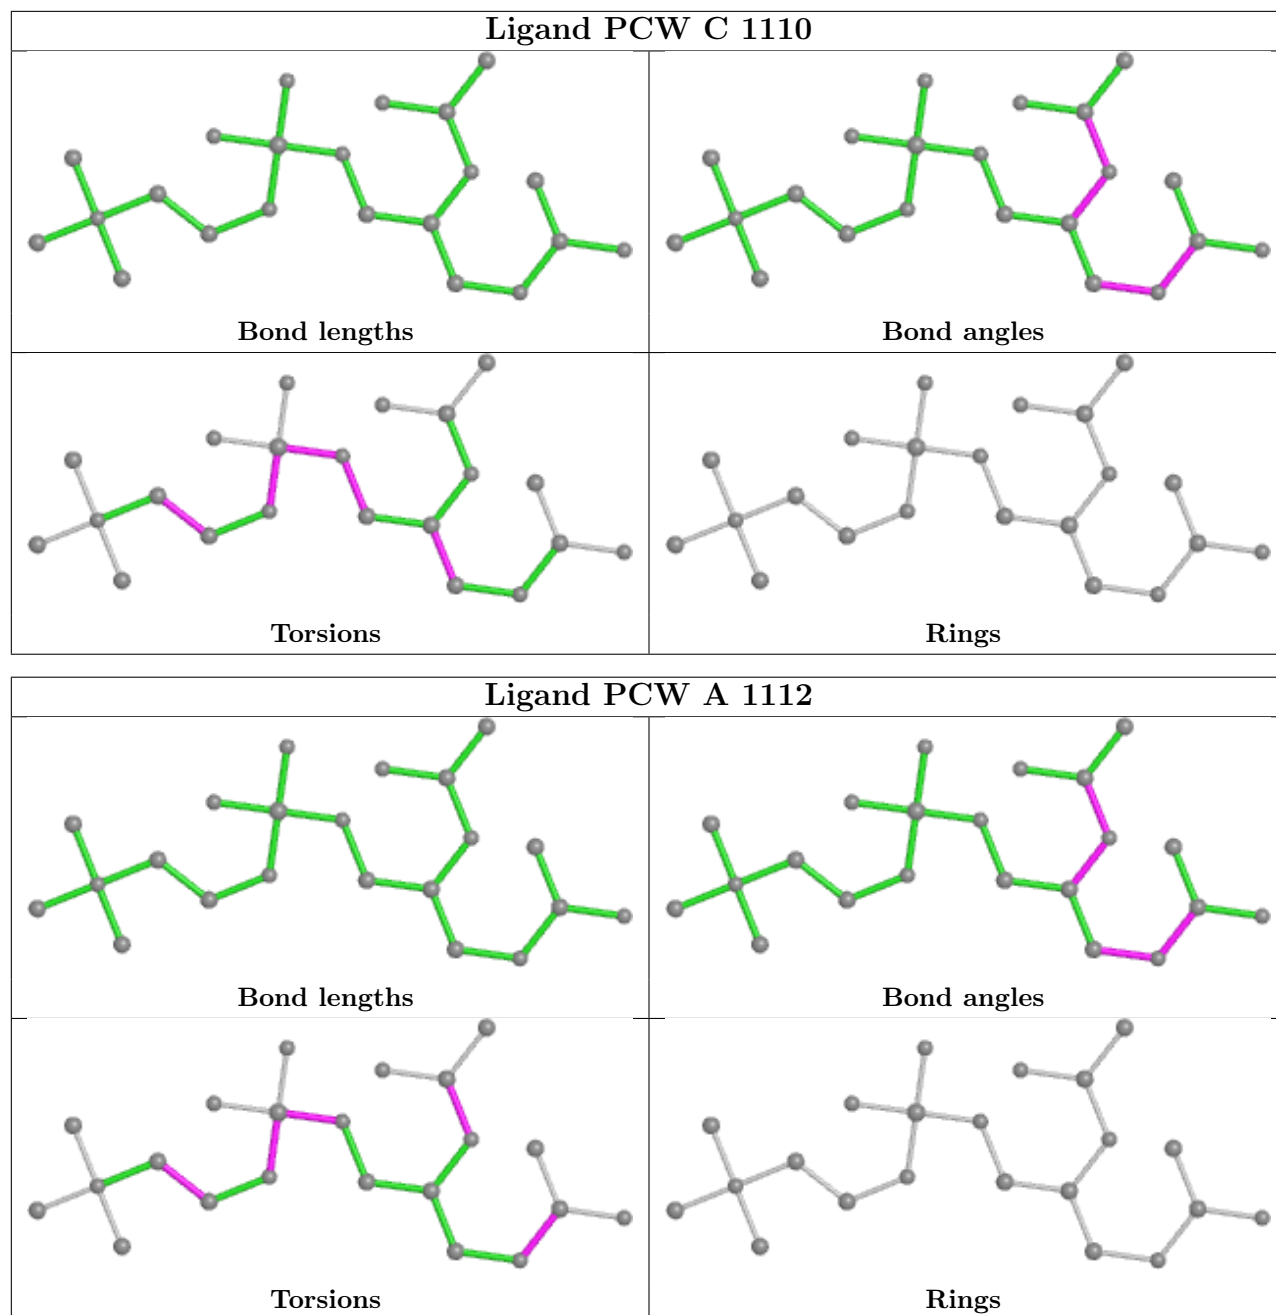 Ligand PCW C 1110
Bond lengths
Bond angles
Torsions
Rings
Ligand PCW A 1112
Bond lengths
Bond angles
Torsions
Rings